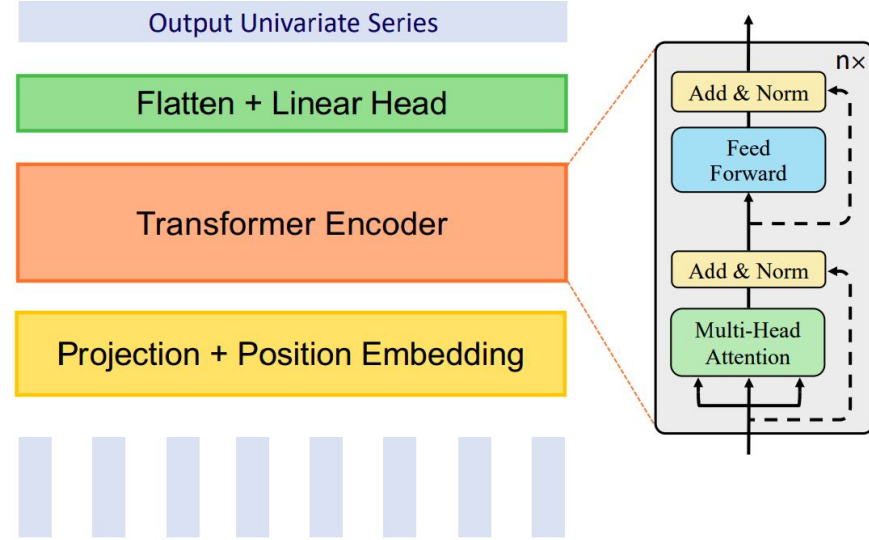 Output Univariate Series
Flatten + Linear Head
Transformer Encoder
Projection + Position Embedding
n×
Add & Norm
Feed
Forward
Add & Norm
Multi-Head
Attention